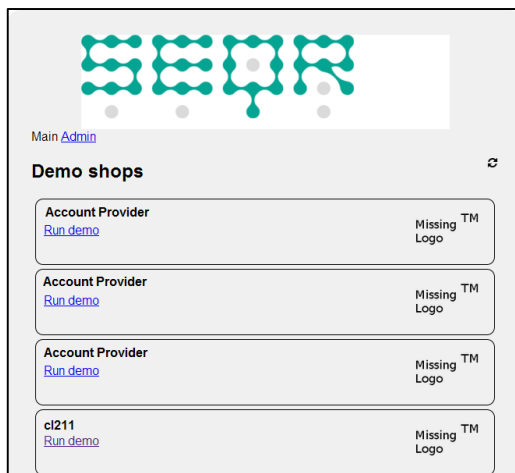 SEQR
Main Admin
Demo shops
Account Provider
Run demo
Missing TM
Logo
Account Provider
Run demo
Missing TM
Logo
Account Provider
Run demo
Missing TM
Logo
cl211
Run demo
Missing TM
Logo